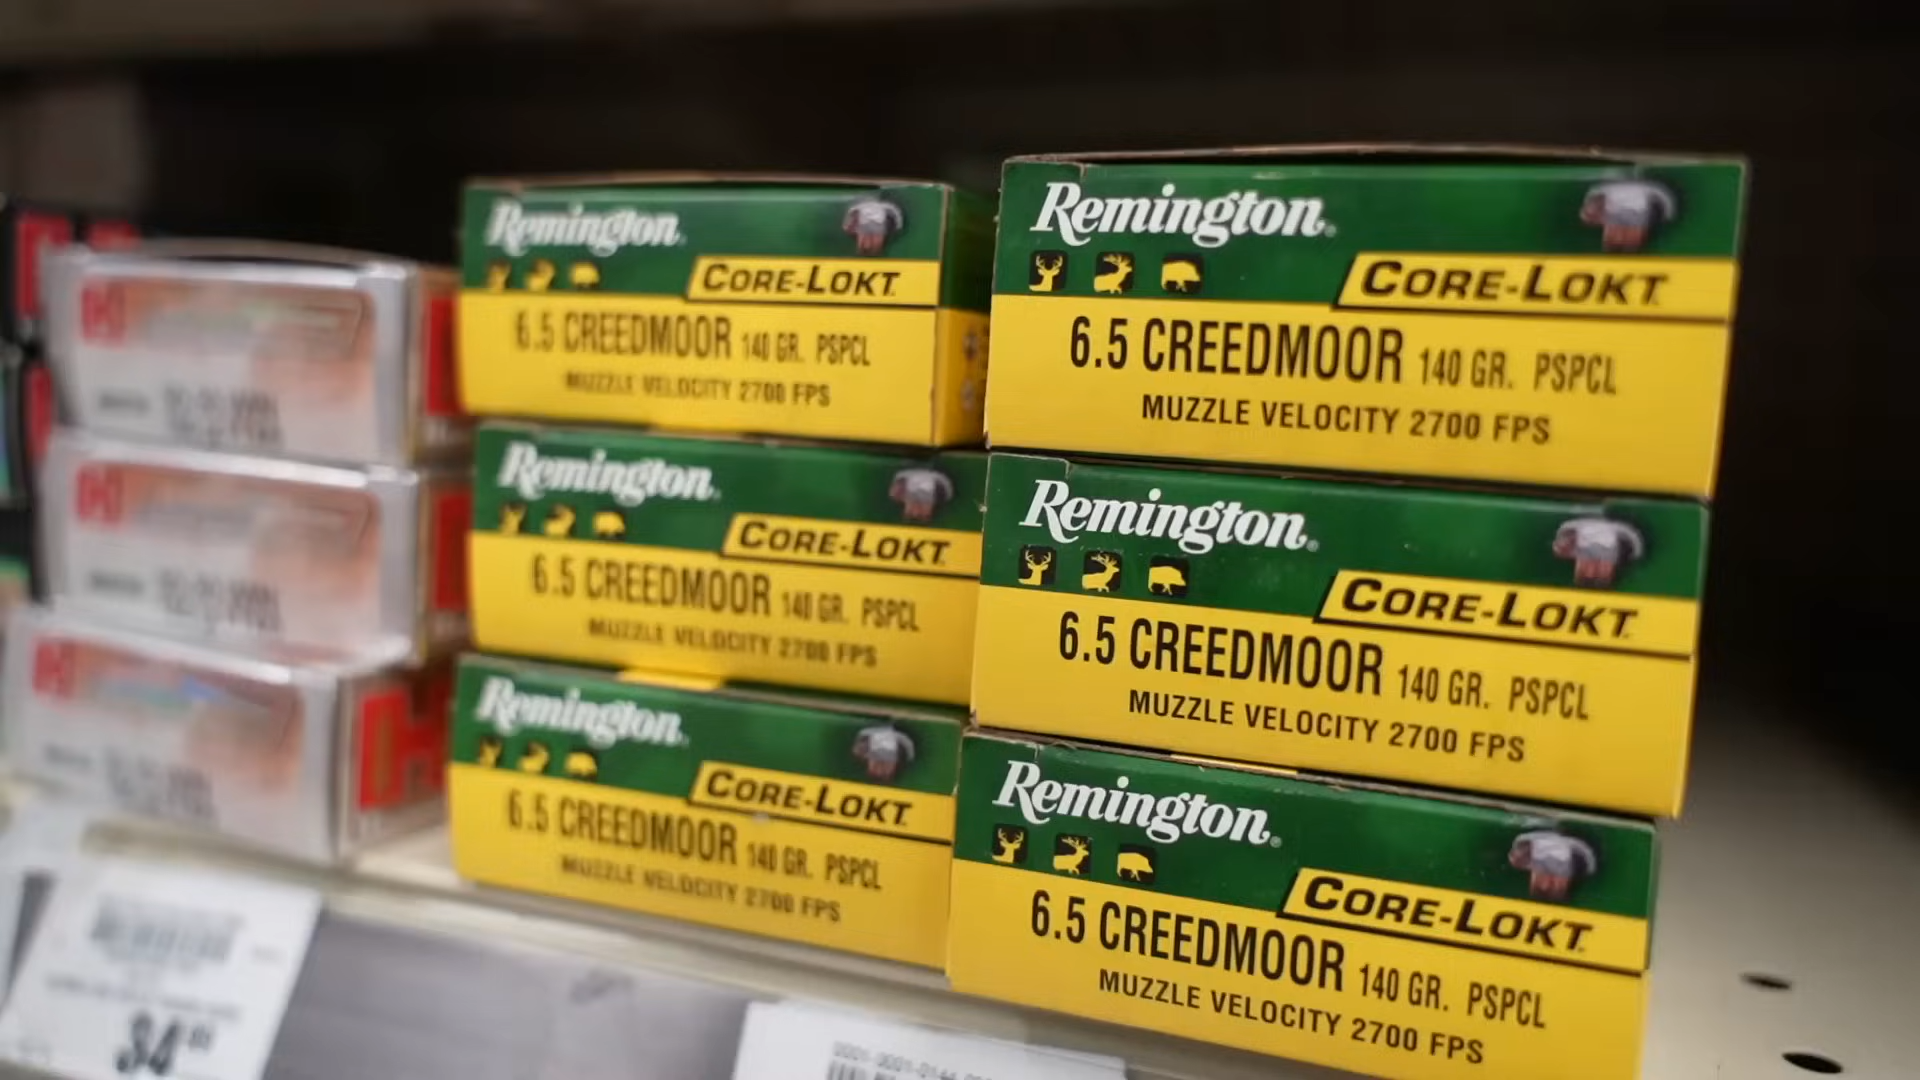 Remington
CORE-LOKT
6.5 CREEDMOOR 140 GR. PSPCL
MUZZLE VELOCITY 2700 FPS
Remington
CORE-LOKT
6.5 CREEDMOOR 140 GR. PSPCL
MUZZLE VELOCITY 2700 FPS
Remington
CORE-LOKT
6.5 CREEDMOOR 140 GR. PSPCL
MUZZLE VELOCITY 2700 FPS
Remington
CORE-LOKT
6.5 CREEDMOOR 140 GR. PSPCL
MUZZLE VELOCITY 2700 FPS
Remington
CORE-LOKT
6.5 CREEDMOOR 140 GR. PSPCL
MUZZLE VELOCITY 2700 FPS
Remington
CORE-LOKT
6.5 CREEDMOOR 140 GR. PSPCL
MUZZLE VELOCITY 2700 FPS
H
H
H
34